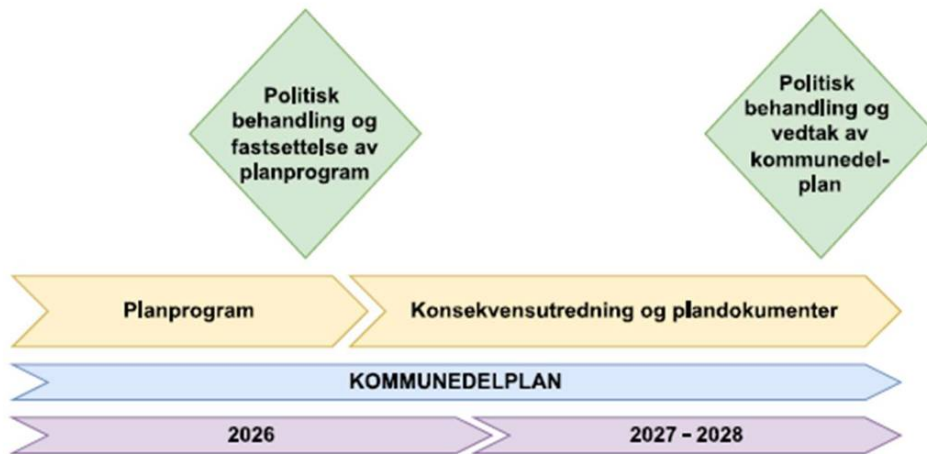 Politisk
behandling og
fastsettelse av
planprogram
Politisk
behandling og
vedtak av
kommunedel-
plan
Planprogram
Konsekvensutredning og plandokumenter
KOMMUNEDELPLAN
2026
2027 – 2028